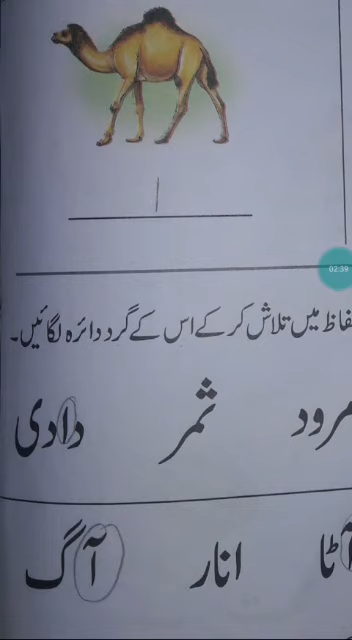 ا
02:39
میں تلاش کر کے اس کے گرد دائرہ لگائیں۔
ثمر دادی
انار آگ